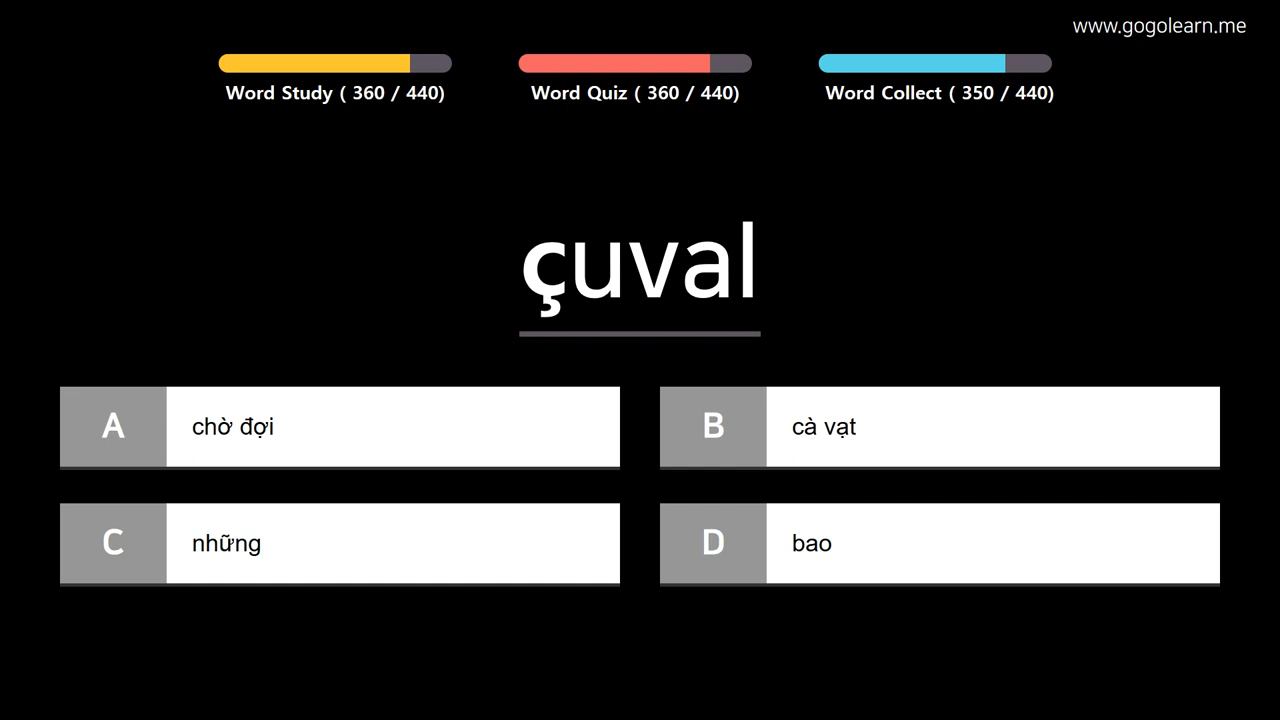 www.gogolearn.me
Word Study ( 360 / 440)
Word Quiz ( 360 / 440)
Word Collect ( 350 / 440)
çuval
A chờ đợi
B cà vạt
C những
D bao